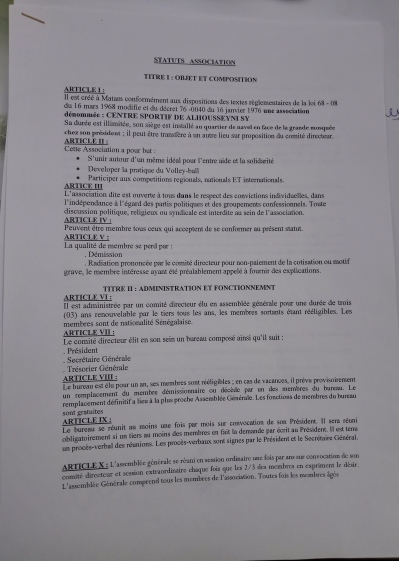 STATUTS ASSOCIATION
TITRE I : OBJET ET COMPOSITION
ARTICLE I :
Il est créé à Matam conformément aux dispositions des textes règlementaires de la loi 68 - 08
du 16 mars 1968 modifie et du décret 76 -0040 du 16 janvier 1976 une association
dénommée : CENTRE SPORTIF DE ALHOUSSEYNI SY
Sa durée est illimitée, son siège est installé au quartier de navel en face de la grande mosquée
chez son président ; il peut être transféré à un autre lieu sur proposition du comité directeur.
ARTICLE II :
Cette Association a pour but :
• S'unir autour d'un même idéal pour l'entre aide et la solidarité
• Developer la pratique du Volley-ball
• Participer aux competitions regionals, nationals ET internationals.
ARTICE III
L'association dite est ouverte à tous dans le respect des convictions individuelles, dans
l'indépendance à l'égard des partis politiques et des groupements confessionnels. Toute
discussion politique, religieux ou syndicale est interdite au sein de l'association.
ARTICLE IV :
Peuvent être membre tous ceux qui acceptent de se conformer au présent statut.
ARTICLE V :
La qualité de membre se perd par :
. Démission
. Radiation prononcée par le comité directeur pour non-paiement de la cotisation ou motif
grave, le membre intéresse ayant été préalablement appelé à fournir des explications.
TITRE II : ADMINISTRATION ET FONCTIONNEMNT
ARTICLE VI :
Il est administrée par un comité directeur élu en assemblée générale pour une durée de trois
(03) ans renouvelable par le tiers tous les ans, les membres sortants étant rééligibles. Les
membres sont de nationalité Sénégalaise.
ARTICLE VII :
Le comité directeur élit en son sein un bureau composé ainsi qu'il suit :
. Président
. Secrétaire Générale
. Trésorier Générale
ARTICLE VIII :
Le bureau est élu pour un an, ses membres sont rééligibles ; en cas de vacances, il prévoe provisoirement
un remplacement du membre démissionnaire ou décède par un des membres du bureau. Le
remplacement définitif a lieu à la plus proche Assemblée Générale. Les fonctions de membres du bureau
sont gratuites
ARTICLE IX :
Le bureau se réunit au moins une fois par mois sur convocation de son Président. Il sera réuni
obligatoirement si un tiers au moins des membres en fait la demande par écrit au Président. Il est tenu
un procès-verbal des réunions. Les procès-verbaux sont signes par le Président et le Secrétaire Général.
ARTICLE X : L'assemblée générale se réuni en session ordinaire une fois par ans sur convocation de son
comité directeur et session extraordinaire chaque fois que les 2/3 des membres en expriment le désir.
L'assemblée Générale comprend tous les membres de l'association. Toutes fois les membres âgés